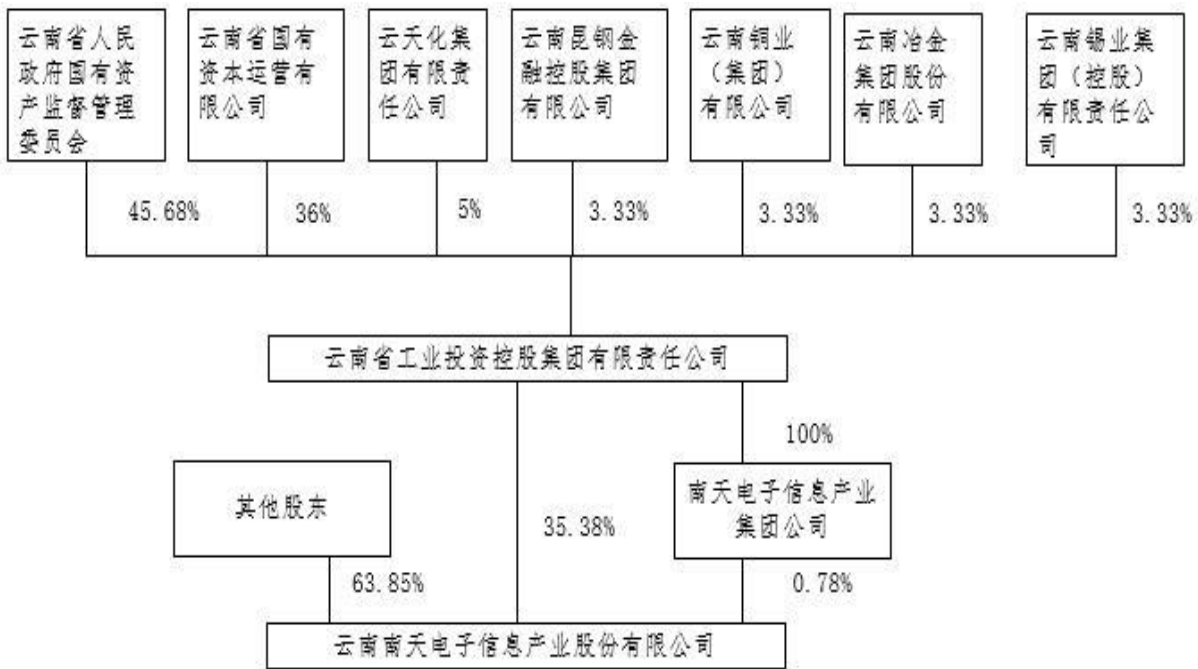 云南省人民
政府国有资
产监督管理
委员会
云南省国有
资本运营有
限公司
云天化集
团有限责
任公司
云南昆钢金
融控股集团
有限公司
云南铜业
（集团）
有限公司
云南冶金
集团股份
有限公司
云南锡业集
团（控股）
有限责任公
司
45.68%
36%
5%
3.33%
3.33%
3.33%
3.33%
云南省工业投资控股集团有限责任公司
100%
其他股东
南天电子信息产业
集团公司
35.38%
63.85%
0.78%
云南南天电子信息产业股份有限公司